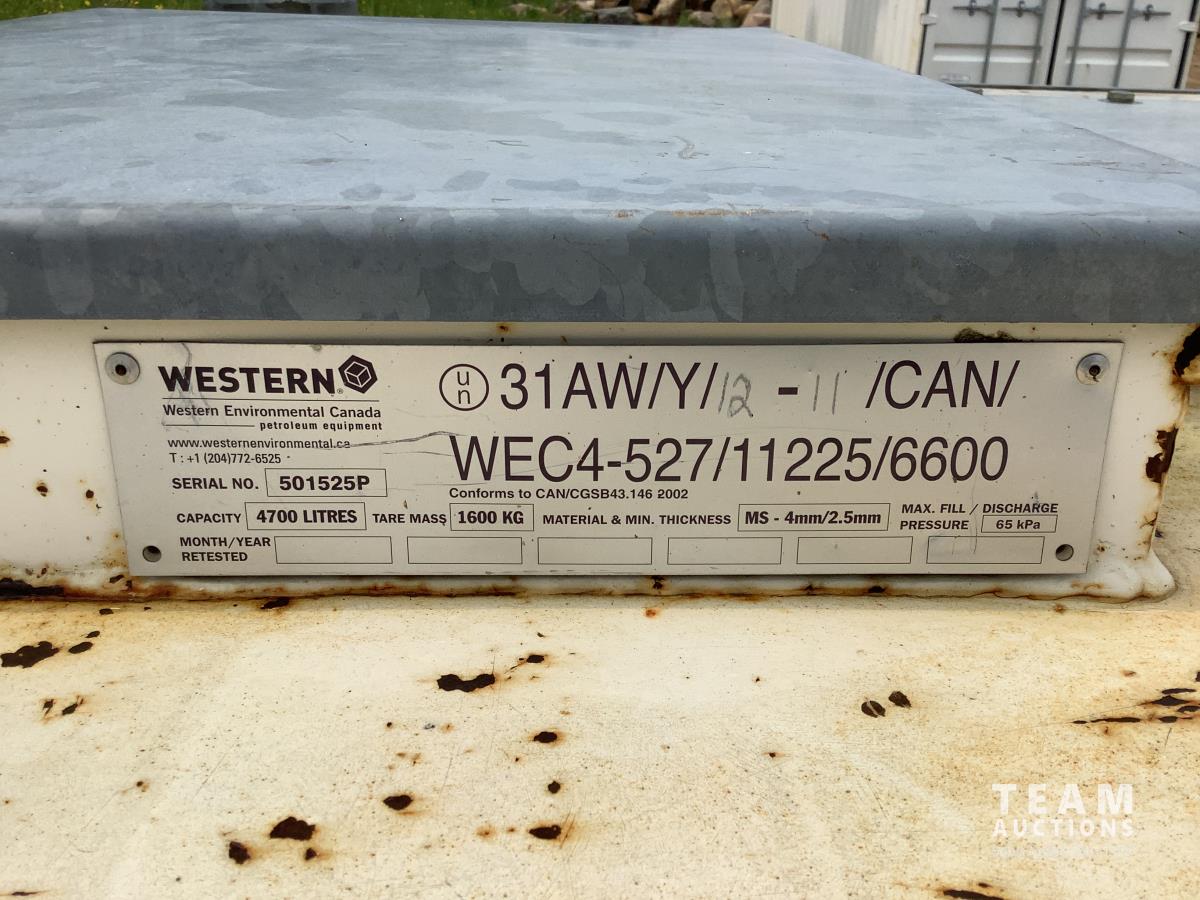 WESTERN®
Western Environmental Canada
petroleum equipment
www.westernenvironmental.ca
T : +1 (204)772-6525
SERIAL NO. 501525P
un 31AW/Y/12 - 11 /CAN/
WEC4-527/11225/6600
Conforms to CAN/CGSB43.146 2002
CAPACITY 4700 LITRES TARE MASS 1600 KG MATERIAL & MIN. THICKNESS MS - 4mm/2.5mm MAX. FILL / DISCHARGE
PRESSURE 65 kPa
MONTH/YEAR
RETESTED
TEAM
AUCTIONS